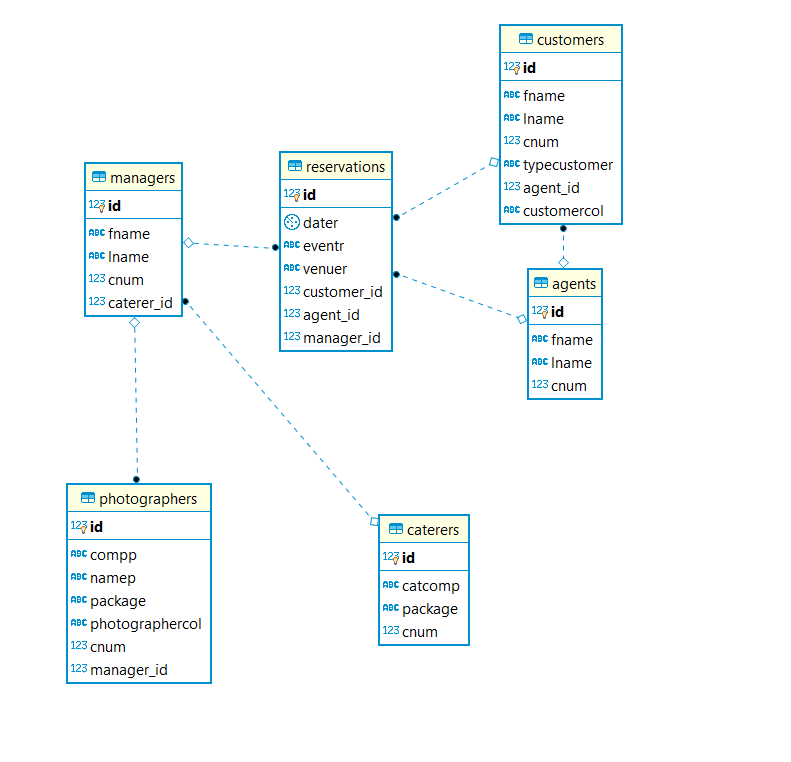 customers
123 id
ABC fname
ABC lname
123 cnum
ABC typecustomer
123 agent_id
ABC customercol
managers
123 id
ABC fname
ABC lname
123 cnum
123 caterer_id
reservations
123 id
dater
ABC eventr
ABC venuer
123 customer_id
123 agent_id
123 manager_id
agents
123 id
ABC fname
ABC lname
123 cnum
photographers
123 id
ABC compp
ABC namep
ABC package
ABC photographercol
123 cnum
123 manager_id
caterers
123 id
ABC catcomp
ABC package
123 cnum